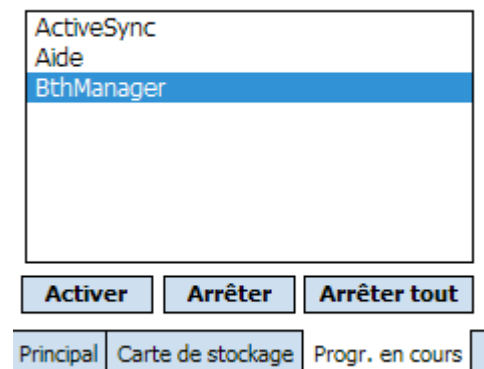 ActiveSync
Aide
BthManager
Activer Arrêter Arrêter tout
Principal Carte de stockage Progr. en cours